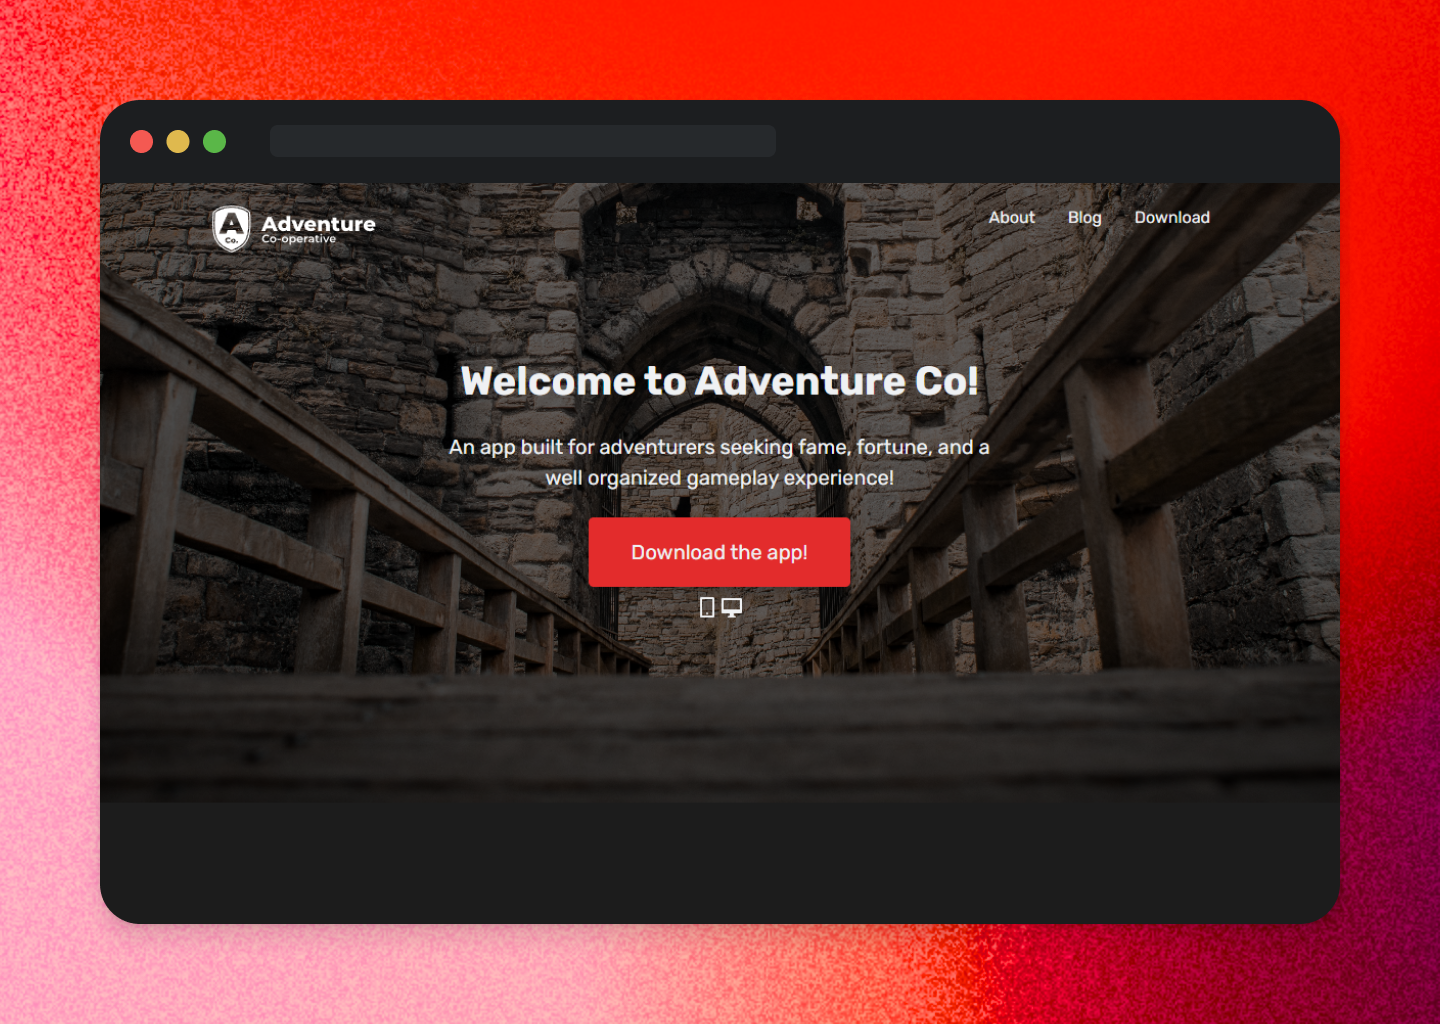 A
Co.
Adventure
Co-operative
About Blog Download
Welcome to Adventure Co!
An app built for adventurers seeking fame, fortune, and a
well organized gameplay experience!
Download the app!